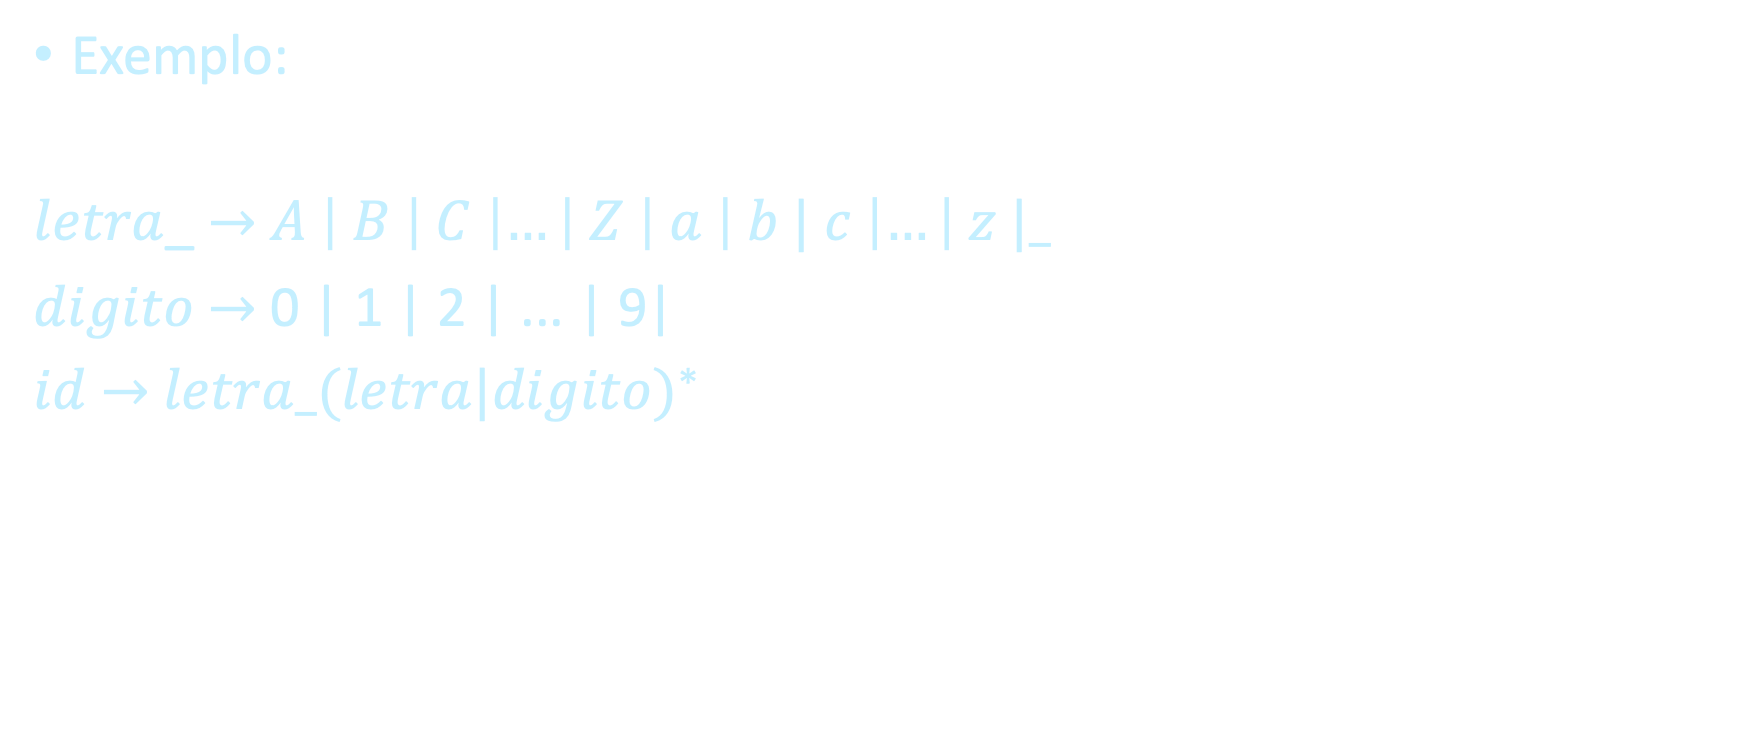 • Exemplo:
letra_ → A | B | C |...| Z | a | b | c |...| z |_
digito → 0 | 1 | 2 | ... | 9|
id → letra_(letra|digito)*